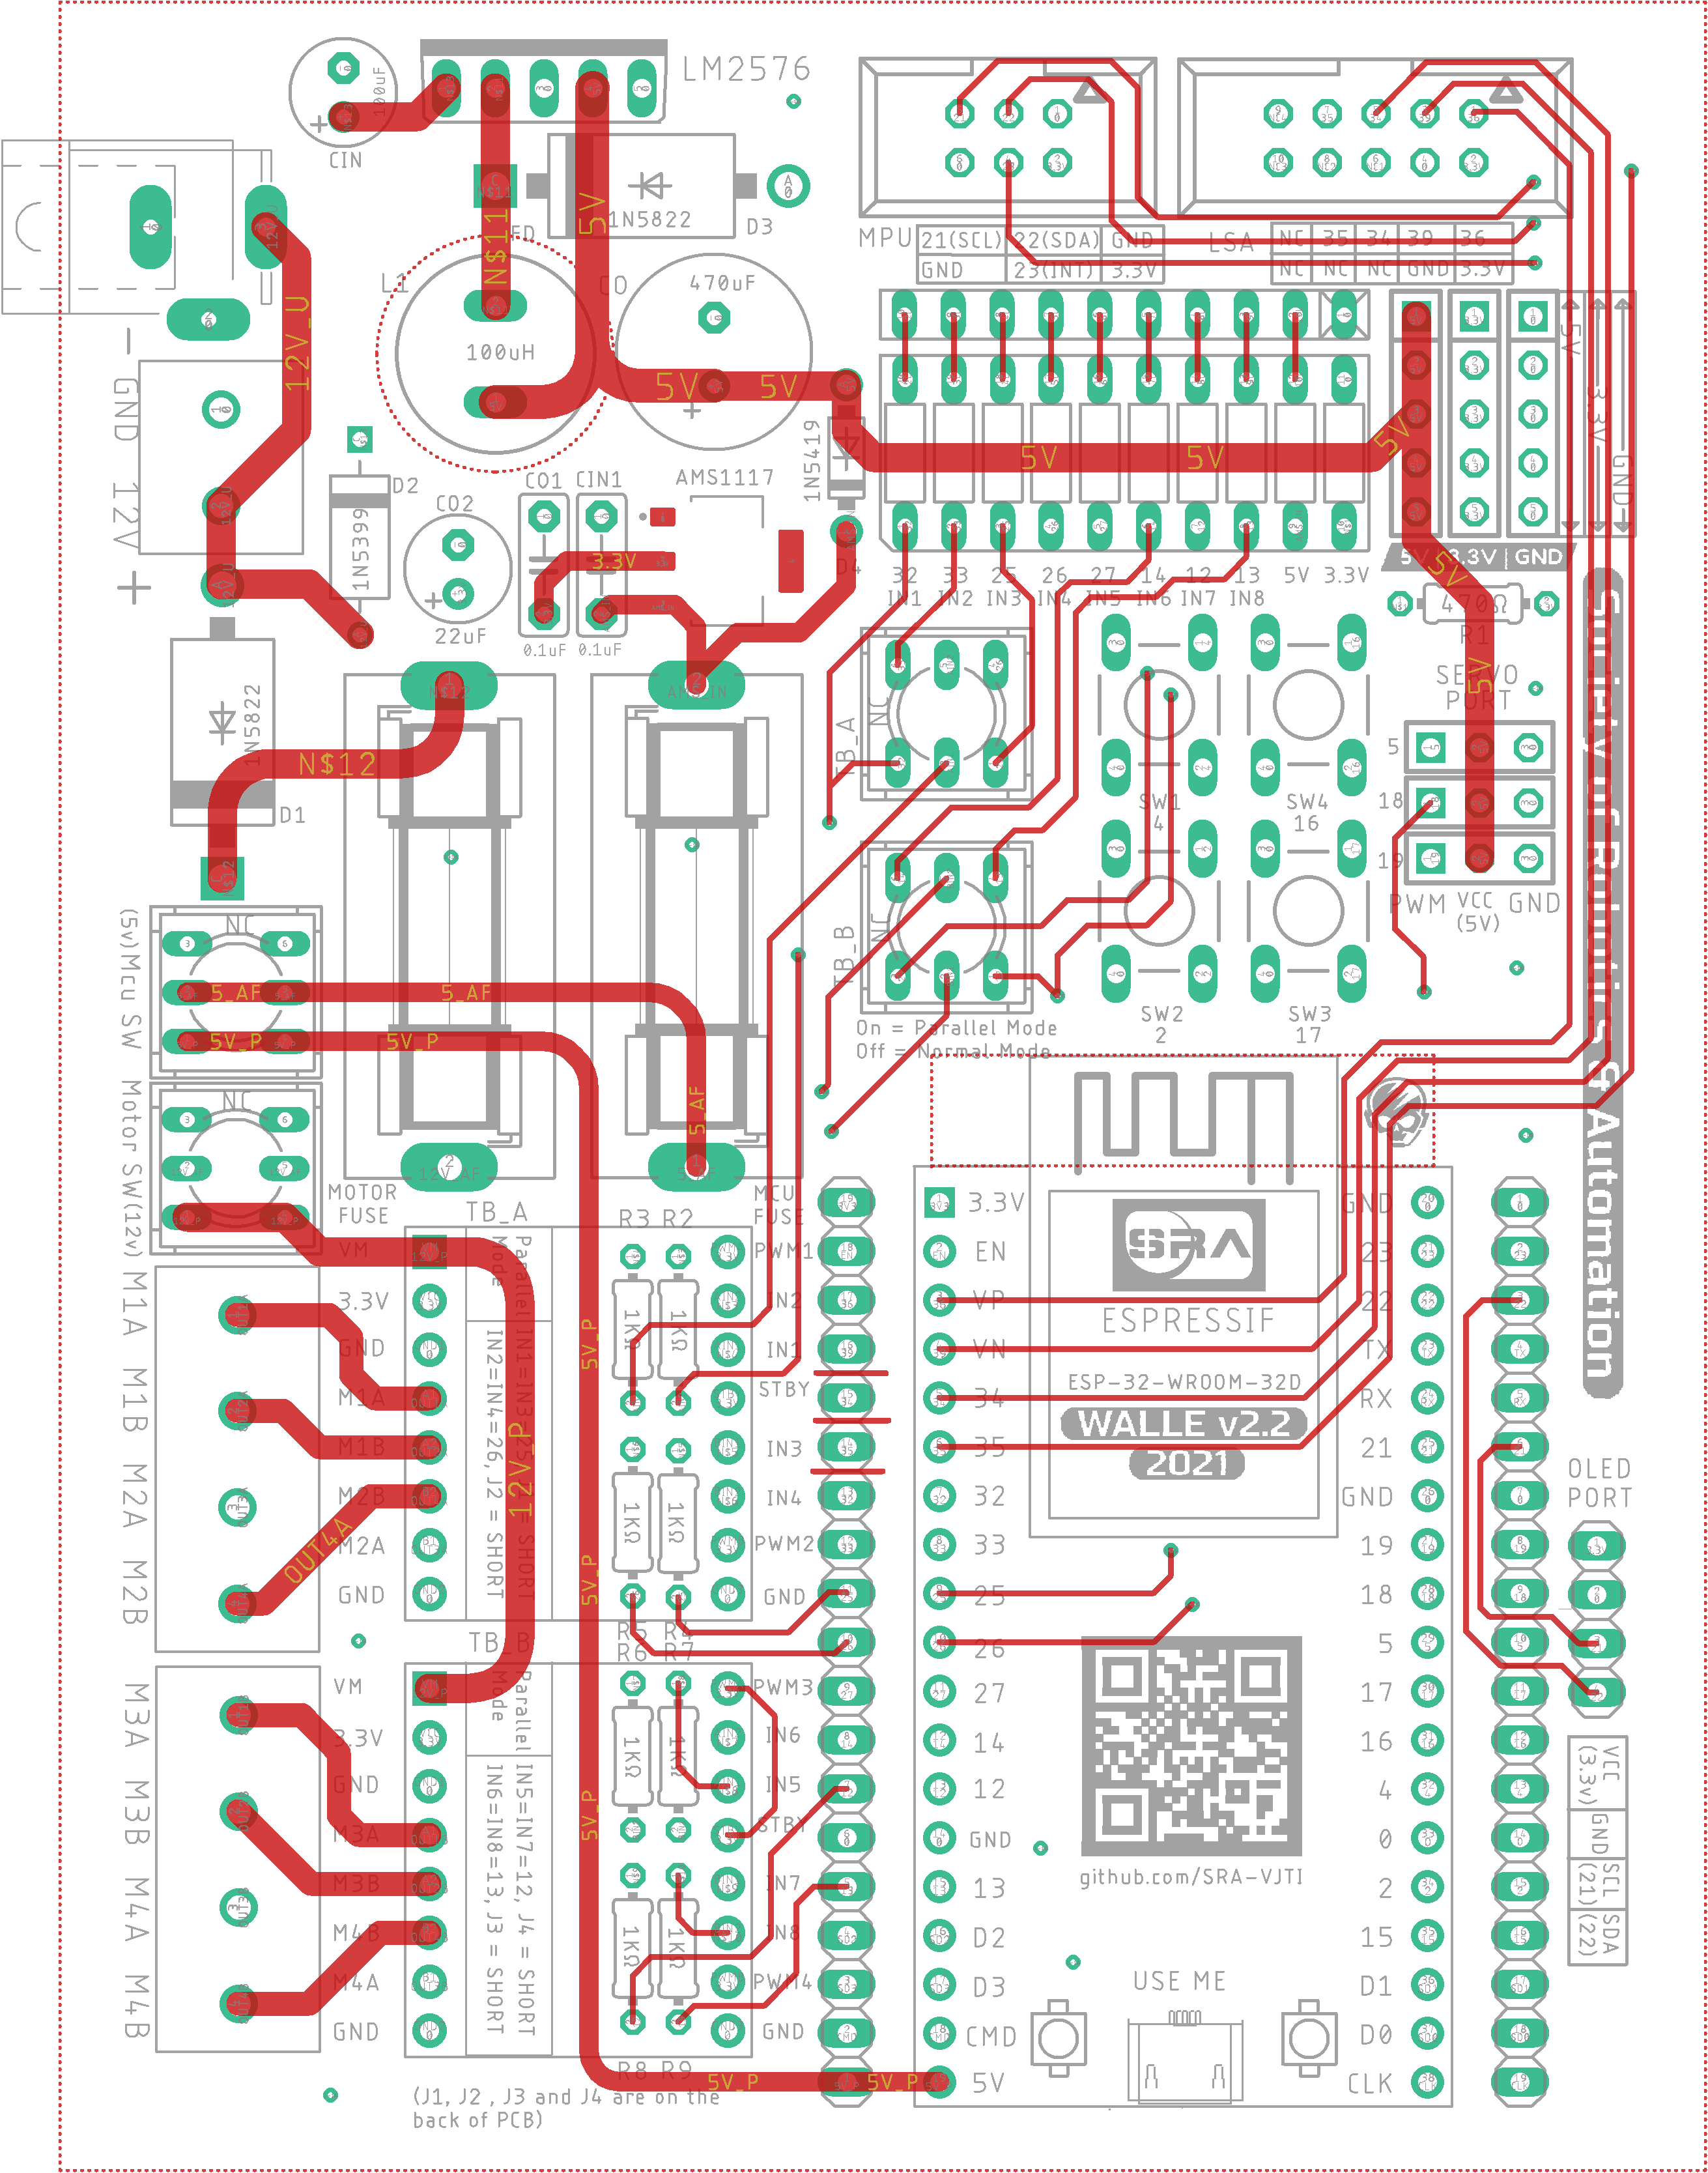 LM2576
100uF
CIN
1N5822
D3
FED
N$11
5V
MPU
21(SCL)
22(SDA)
GND
GND
23(INT)
3.3V
LSA
NC
35
34
39
36
NC
NC
NC
GND
3.3V
L1
100uH
CO
470uF
5V
5V
12V_U
GND
12V
D2
1N5399
CO2
22uF
CO1
0.1uF
CIN1
0.1uF
3.3V
AMS1117
1N5419
D4
5V
5V
5V
5V
3.3V
GND
32
33
25
26
27
14
12
13
5V
3.3V
IN1
IN2
IN3
IN4
IN5
IN6
IN7
IN8
5V
3.3V | GND
5V
470Ω
R1
SERVO
PORT
5V
5
18
19
PWM
VCC
(5V)
GND
1N5822
D1
N$12
N$12
AMS_IN
NC
TB_A
NC
TB_B
On = Parallel Mode
Off = Normal Mode
SW1
4
SW4
16
SW2
2
SW3
17
Society of Robotics & Automation
(5v)Mcu SW
NC
5_AF
5_AF
5V_P
5V_P
5_AF
Motor SW(12v)
NC
12V_AF
5_AF
MOTOR
FUSE
MCU
FUSE
TB_A
R3
R2
VM
3.3V
GND
M1A
M1B
M2B
M2A
GND
M1A
M1B
M2A
M2B
OUT4A
Parallel
Mode
IN1=IN3=25,J1 = SHORT
IN2=IN4=26,J2 = SHORT
12V_P
1KΩ
1KΩ
1KΩ
1KΩ
5V_P
5V_P
5V_P
PWM1
IN2
IN1
STBY
IN3
IN4
PWM2
GND
R5
R4
R6
R7
TB_B
VM
3.3V
GND
M3A
M3B
M4B
M4A
GND
M3A
M3B
M4A
M4B
Parallel
Mode
IN5=IN7=12,J4 = SHORT
IN6=IN8=13,J3 = SHORT
1KΩ
1KΩ
1KΩ
1KΩ
PWM3
IN6
IN5
STBY
IN7
IN8
PWM4
GND
R8
R9
5V_P
5V_P
(J1, J2 , J3 and J4 are on the
back of PCB)
3.3V
EN
VP
VN
34
35
32
33
25
26
27
14
12
GND
13
D2
D3
CMD
5V
SRA
ESPRESSIF
ESP-32-WROOM-32D
WALLE v2.2
2021
github.com/SRA-VJTI
USE ME
GND
23
22
TX
RX
21
GND
19
18
5
17
16
4
0
2
15
D1
D0
CLK
OLED
PORT
VCC
(3.3v)
GND
SCL
(21)
SDA
(22)